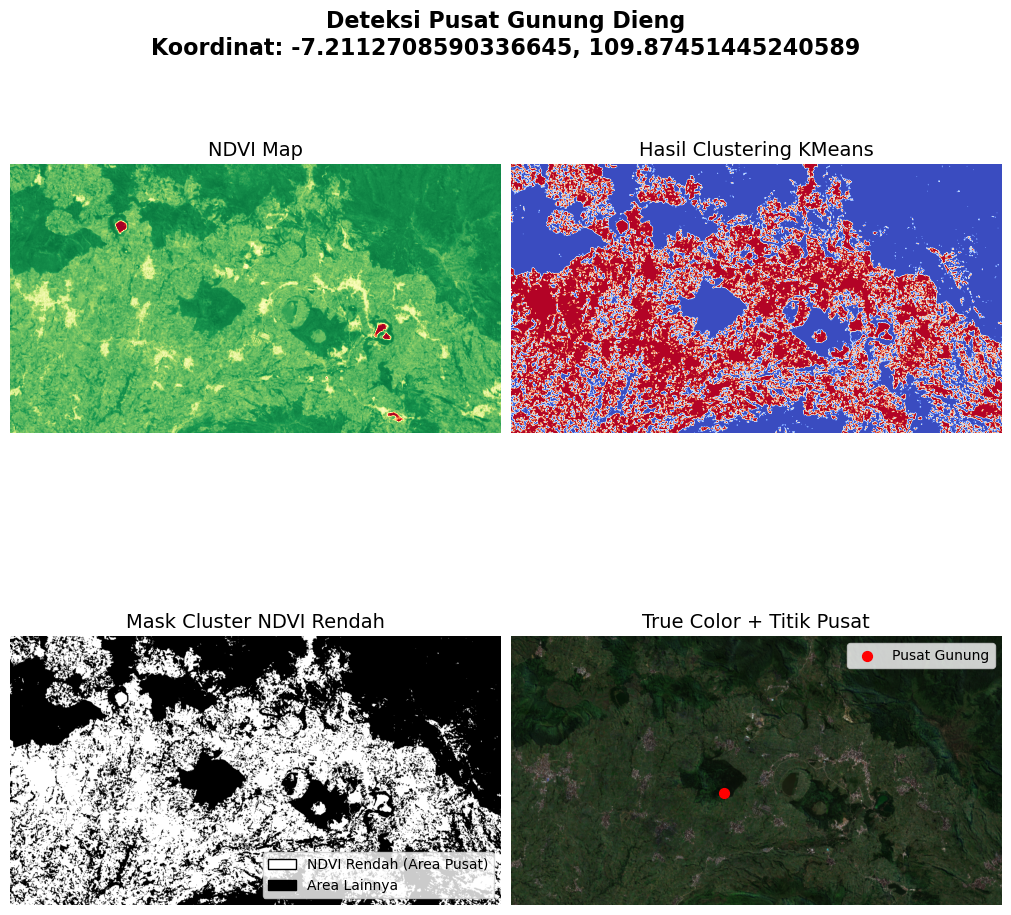 Deteksi Pusat Gunung Dieng
Koordinat: -7.2112708590336645, 109.87451445240589
NDVI Map
Hasil Clustering KMeans
Mask Cluster NDVI Rendah
NDVI Rendah (Area Pusat)
Area Lainnya
True Color + Titik Pusat
Pusat Gunung